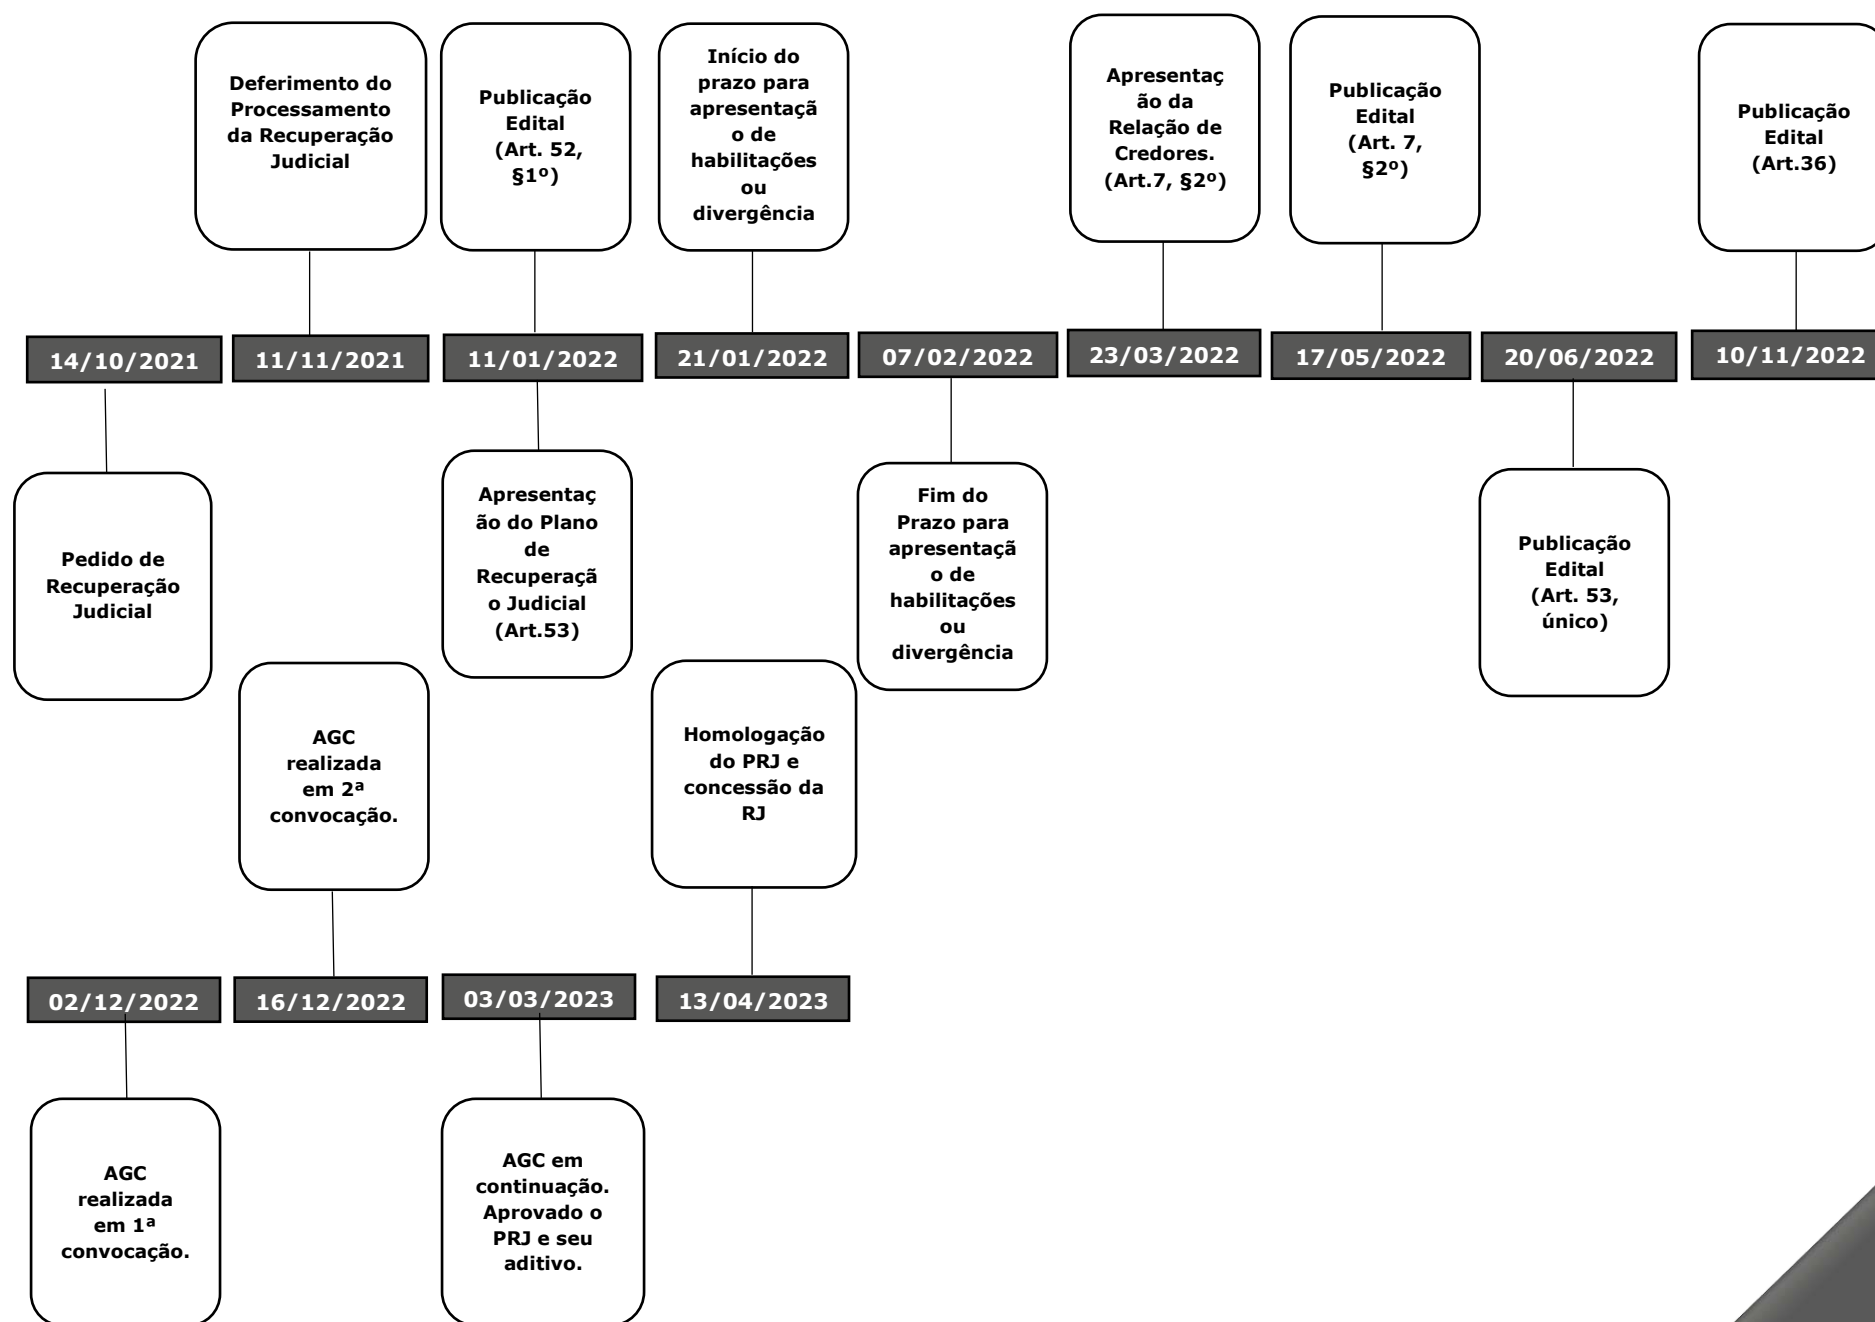 Deferimento do
Processamento
da Recuperação
Judicial
Publicação
Edital
(Art. 52,
§1º)
Início do
prazo para
apresentaçã
o de
habilitações
ou
divergência
Apresentaç
ão da
Relação de
Credores.
(Art.7, §2º)
Publicação
Edital
(Art. 7,
§2º)
Publicação
Edital
(Art.36)
14/10/2021
11/11/2021
11/01/2022
21/01/2022
07/02/2022
23/03/2022
17/05/2022
20/06/2022
10/11/2022
Pedido de
Recuperação
Judicial
Apresentaç
ão do Plano
de
Recuperaçã
o Judicial
(Art.53)
Fim do
Prazo para
apresentaçã
o de
habilitações
ou
divergência
Publicação
Edital
(Art. 53,
único)
AGC
realizada
em 2ª
convocação.
Homologação
do PRJ e
concessão da
RJ
02/12/2022
16/12/2022
03/03/2023
13/04/2023
AGC
realizada
em 1ª
convocação.
AGC em
continuação.
Aprovado o
PRJ e seu
aditivo.